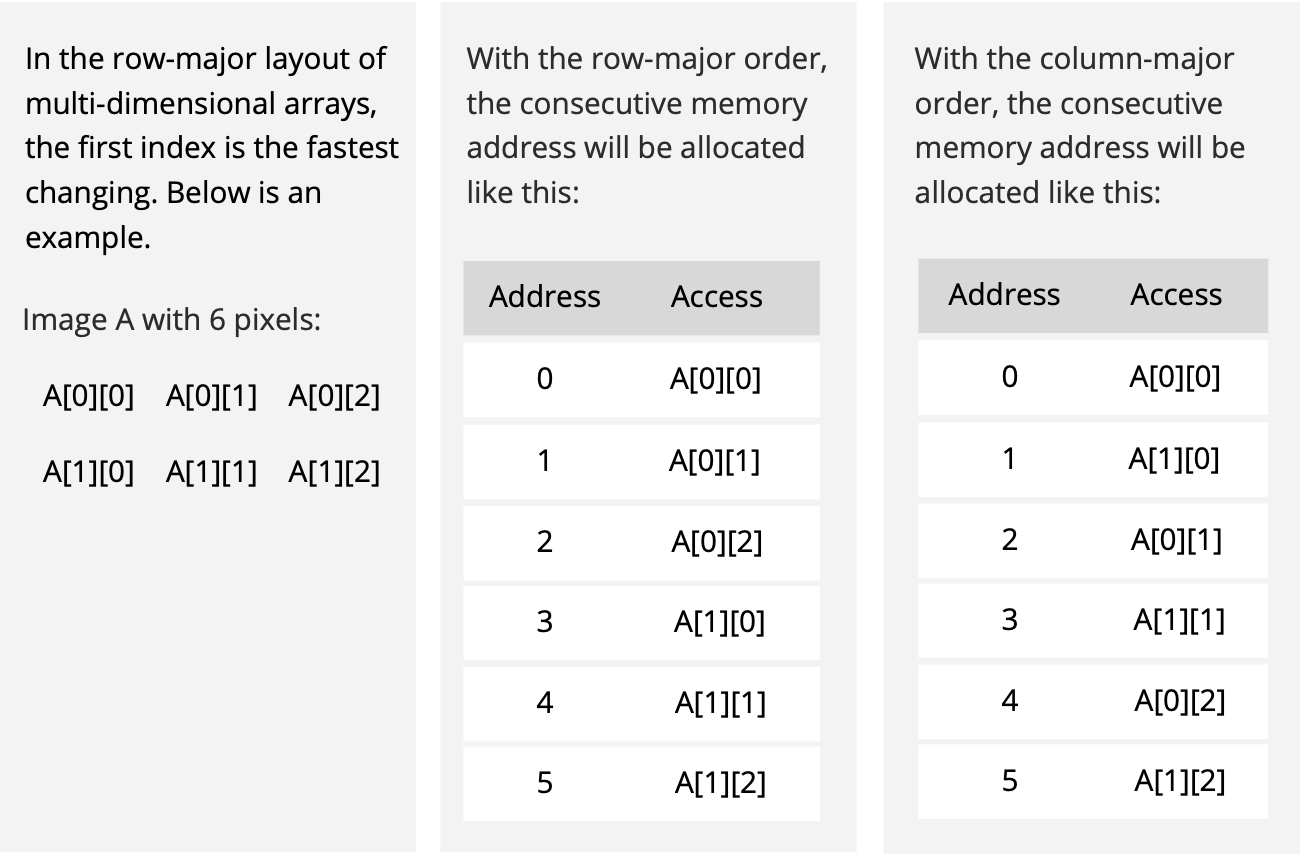 In the row-major layout of
multi-dimensional arrays,
the first index is the fastest
changing. Below is an
example.
Image A with 6 pixels:
A[0][0] A[0][1] A[0][2]
A[1][0] A[1][1] A[1][2]
With the row-major order,
the consecutive memory
address will be allocated
like this:
Address Access
0 A[0][0]
1 A[0][1]
2 A[0][2]
3 A[1][0]
4 A[1][1]
5 A[1][2]
With the column-major
order, the consecutive
memory address will be
allocated like this:
Address Access
0 A[0][0]
1 A[1][0]
2 A[0][1]
3 A[1][1]
4 A[0][2]
5 A[1][2]